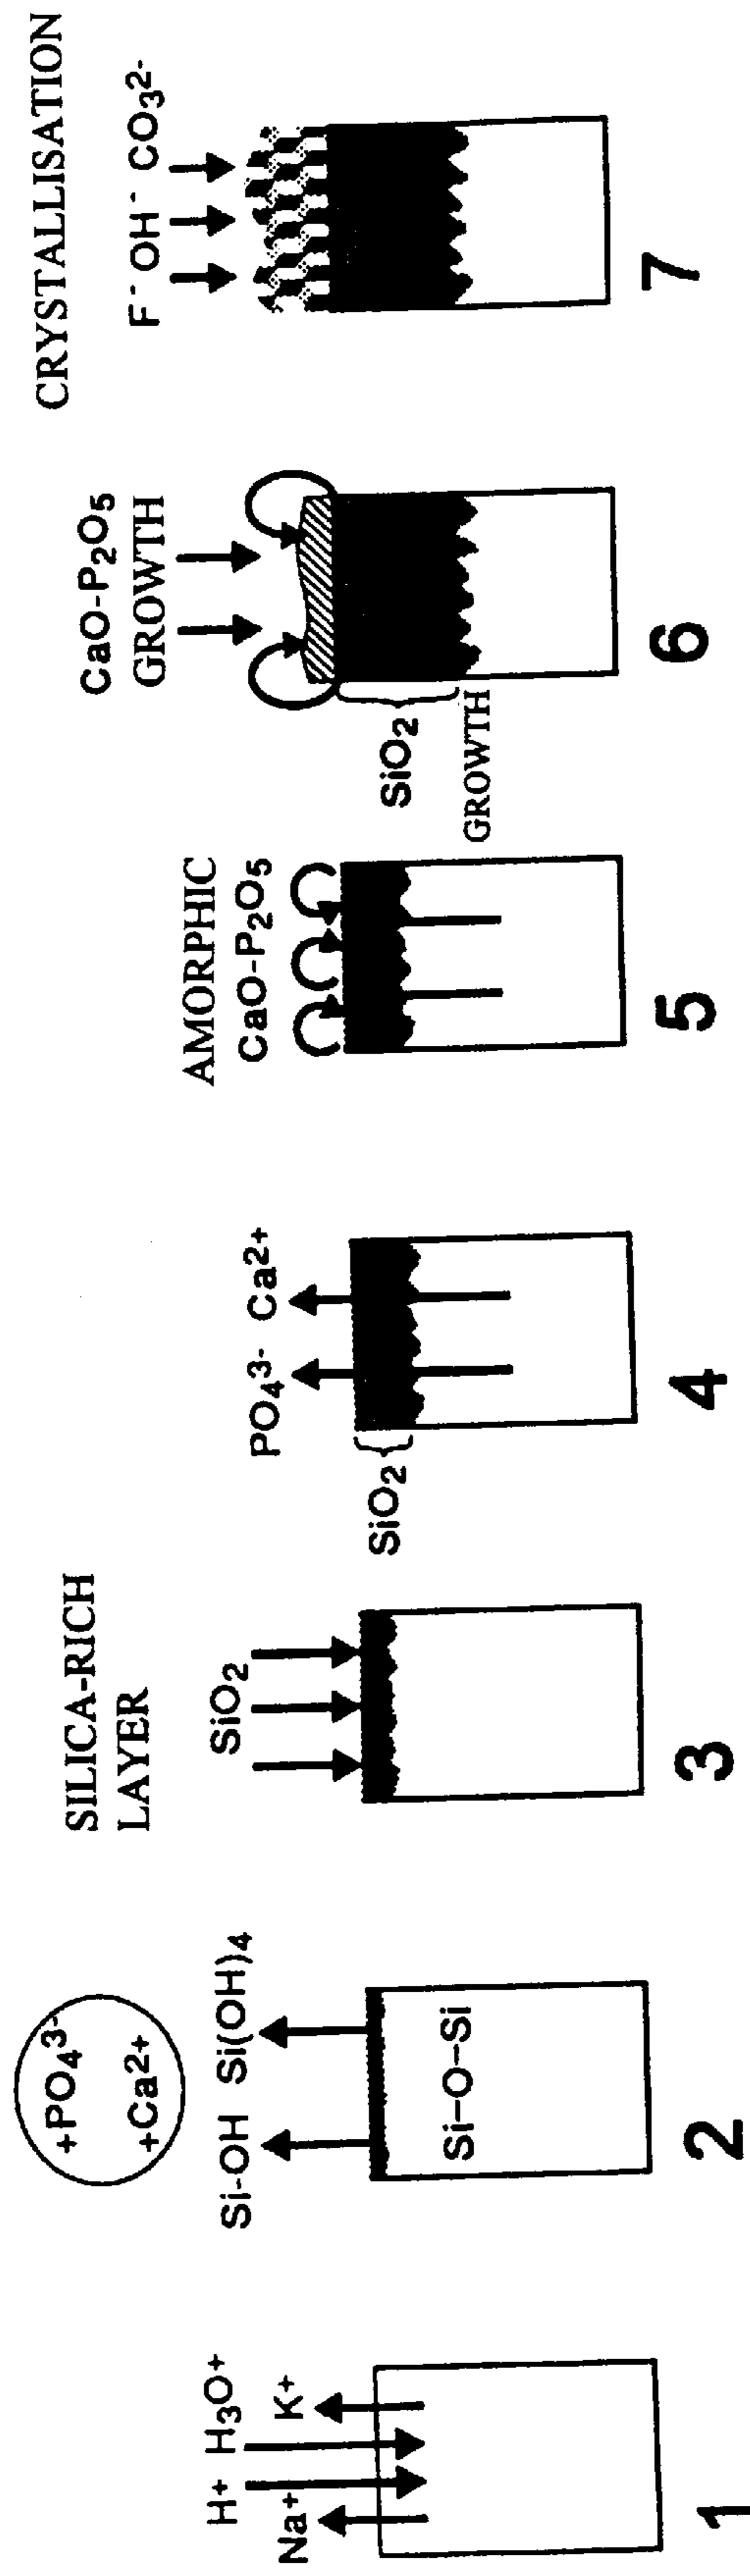 H+ H₃O+
Na+ K+
1
+PO₄³⁻
+Ca²⁺
Si-OH Si(OH)₄
Si–O–Si
2
SILICA-RICH
LAYER
SiO₂
3
PO₄³⁻ Ca²⁺
SiO₂
4
AMORPHIC
CaO-P₂O₅
5
CaO-P₂O₅
GROWTH
SiO₂
GROWTH
6
CRYSTALLISATION
F⁻ OH⁻ CO₃²⁻
7